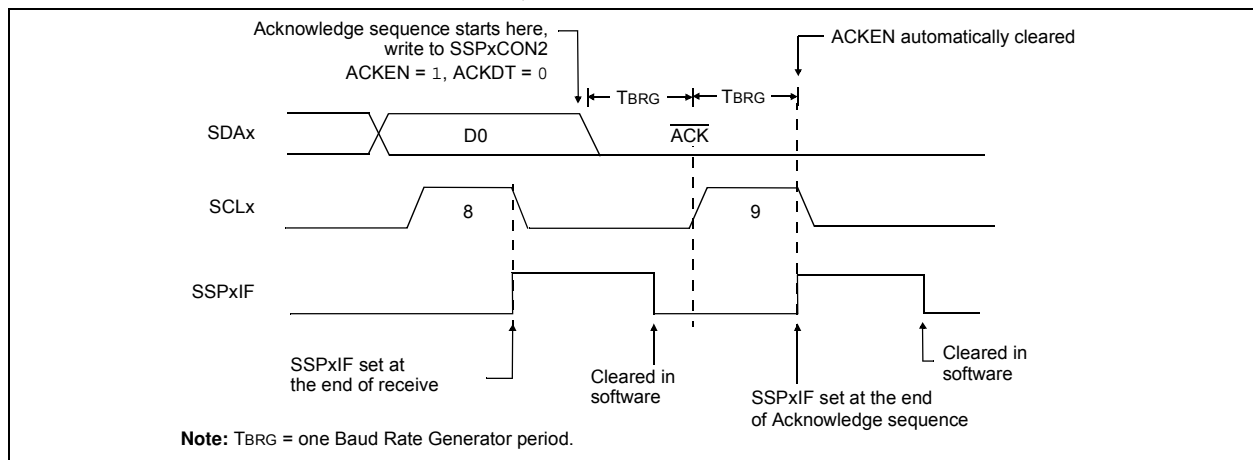 Acknowledge sequence starts here,
write to SSPxCON2
ACKEN = 1, ACKDT = 0
ACKEN automatically cleared
TBRG
TBRG
SDAx
D0
ACK
SCLx
8
9
SSPxIF
SSPxIF set at
the end of receive
Cleared in
software
SSPxIF set at the end
of Acknowledge sequence
Cleared in
software
Note: TBRG = one Baud Rate Generator period.